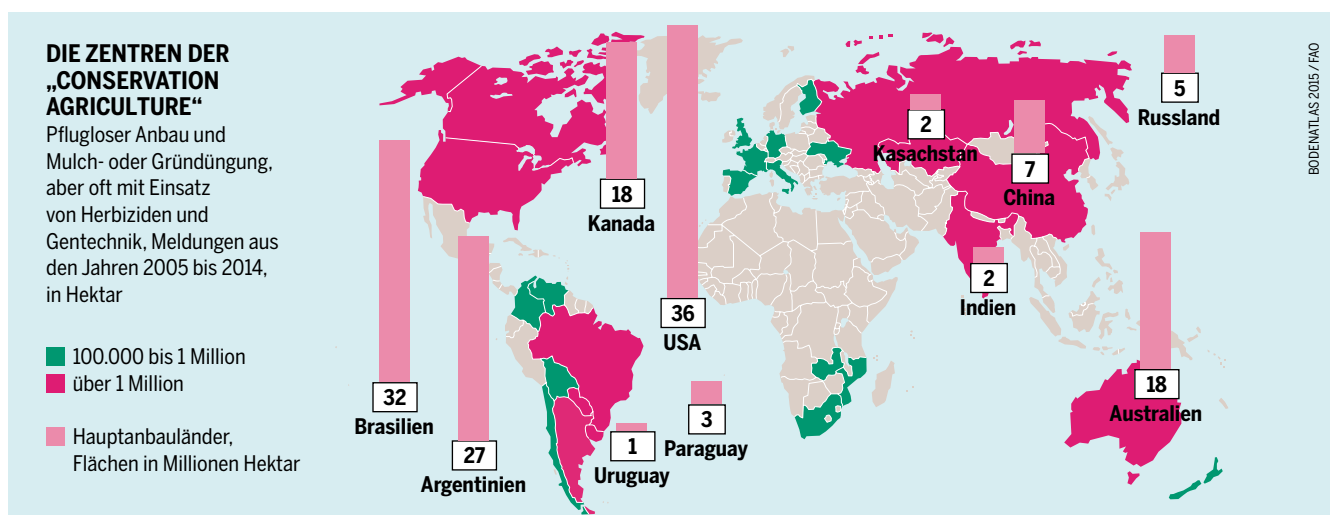 DIE ZENTREN DER
„CONSERVATION
AGRICULTURE“
Pflugloser Anbau und
Mulch- oder Gründüngung,
aber oft mit Einsatz
von Herbiziden und
Gentechnik, Meldungen aus
den Jahren 2005 bis 2014,
in Hektar
100.000 bis 1 Million
über 1 Million
Hauptanbauländer,
Flächen in Millionen Hektar
32
Brasilien
27
Argentinien
18
Kanada
36
USA
1
Uruguay
3
Paraguay
2
Kasachstan
7
China
5
Russland
2
Indien
18
Australien
BODENATLAS 2015 / FAO